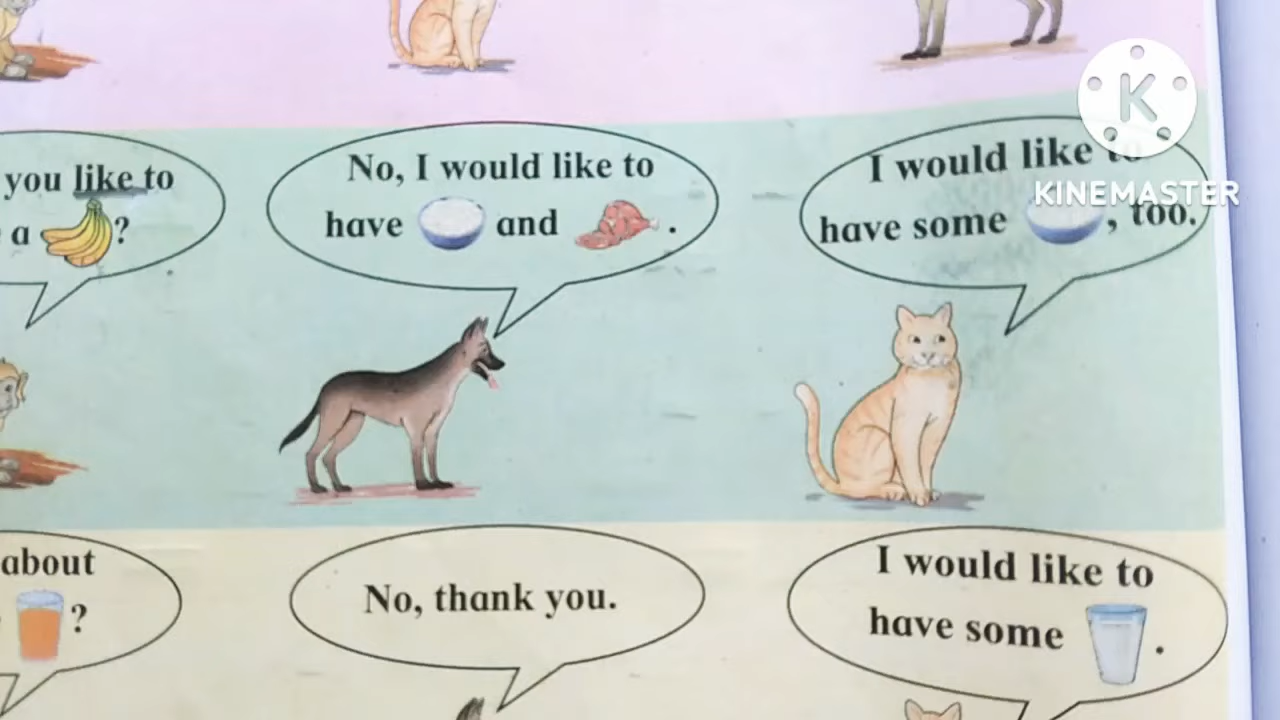 you like to
a ?
No, I would like to
have and .
I would like to
have some , too.
K
KINEMASTER
about
?
No, thank you.
I would like to
have some .